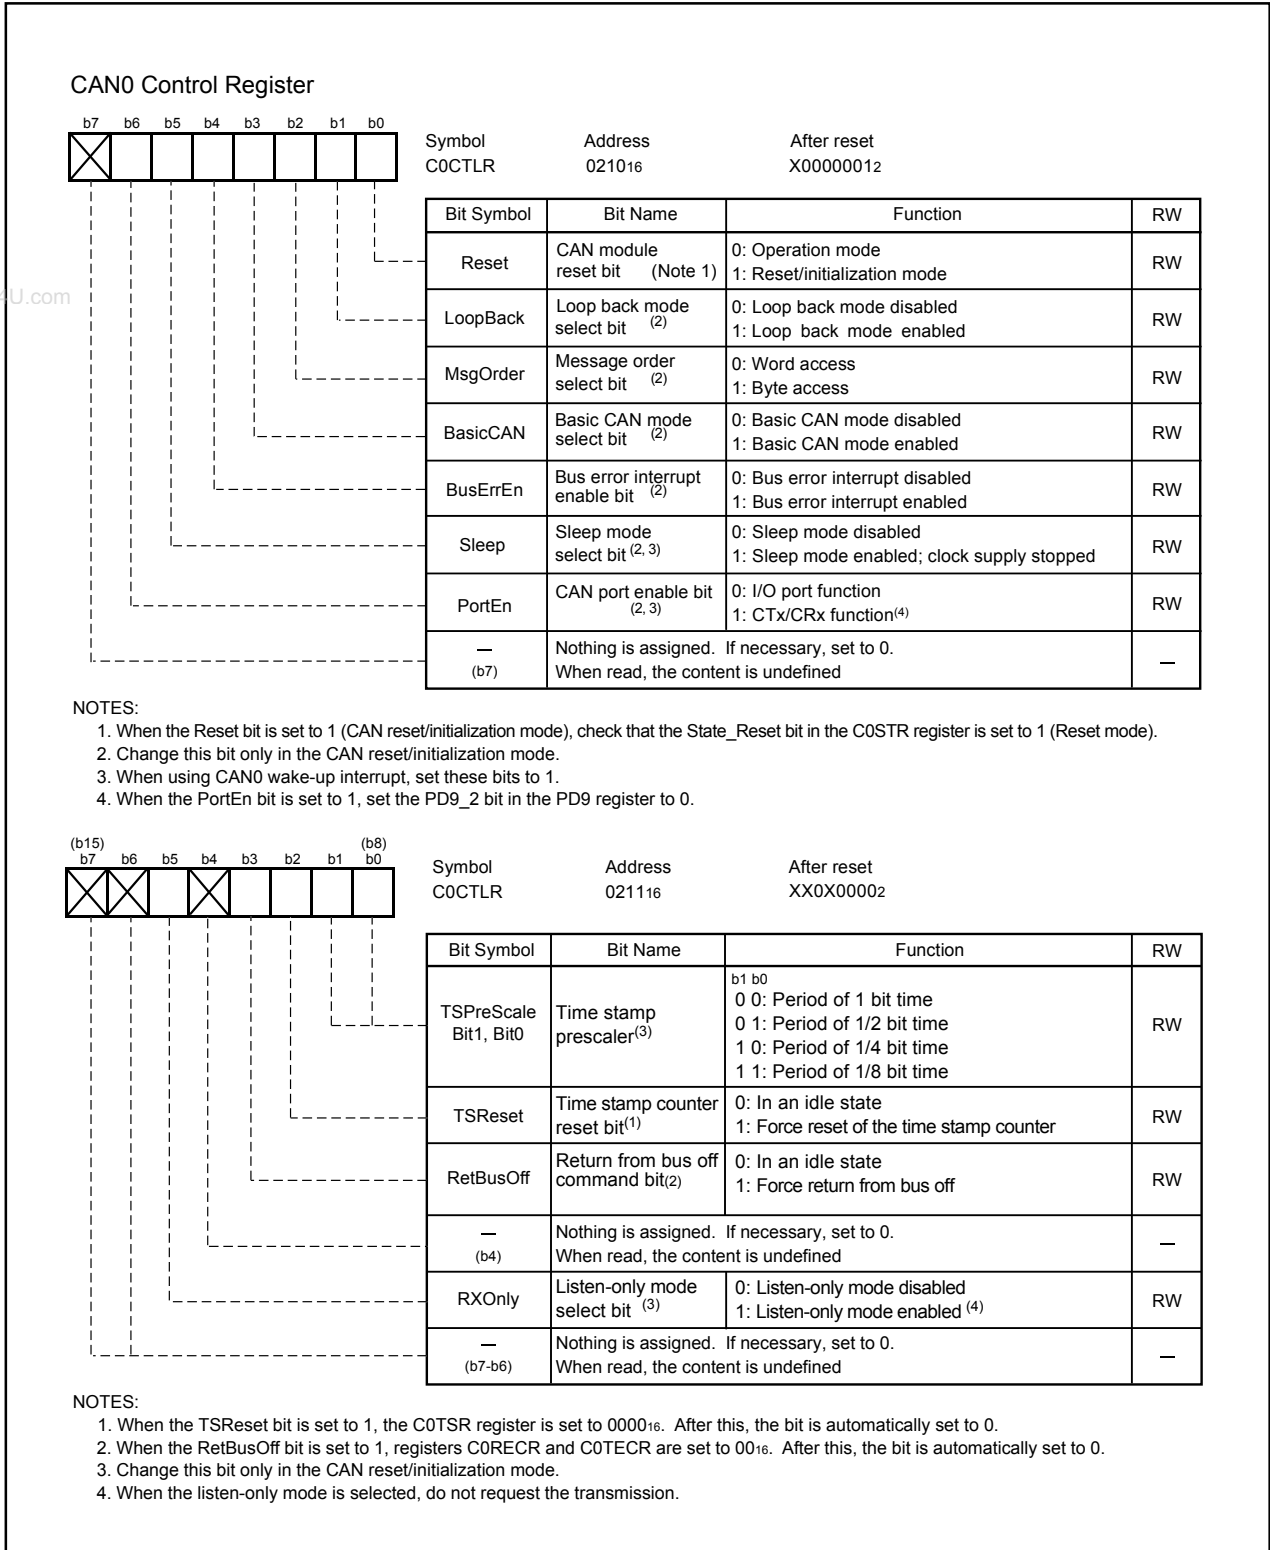 CAN0 Control Register
b7 b6 b5 b4 b3 b2 b1 b0
Symbol Address After reset
C0CTLR 021016 X00000012
Bit Symbol Bit Name Function RW
Reset CAN module reset bit (Note 1) 0: Operation mode RW
1: Reset/initialization mode
4U.com
LoopBack Loop back mode select bit (2) 0: Loop back mode disabled RW
1: Loop back mode enabled
MsgOrder Message order select bit (2) 0: Word access RW
1: Byte access
BasicCAN Basic CAN mode select bit (2) 0: Basic CAN mode disabled RW
1: Basic CAN mode enabled
BusErrEn Bus error interrupt enable bit (2) 0: Bus error interrupt disabled RW
1: Bus error interrupt enabled
Sleep Sleep mode select bit (2, 3) 0: Sleep mode disabled RW
1: Sleep mode enabled; clock supply stopped
PortEn CAN port enable bit (2, 3) 0: I/O port function RW
1: CTx/CRx function(4)
— (b7) Nothing is assigned. If necessary, set to 0. —
When read, the content is undefined
NOTES:
1. When the Reset bit is set to 1 (CAN reset/initialization mode), check that the State_Reset bit in the C0STR register is set to 1 (Reset mode).
2. Change this bit only in the CAN reset/initialization mode.
3. When using CAN0 wake-up interrupt, set these bits to 1.
4. When the PortEn bit is set to 1, set the PD9_2 bit in the PD9 register to 0.
(b15) (b8)
b7 b6 b5 b4 b3 b2 b1 b0
Symbol Address After reset
C0CTLR 021116 XX0X00002
Bit Symbol Bit Name Function RW
TSPreScale Bit1, Bit0 Time stamp prescaler(3) b1 b0 RW
0 0: Period of 1 bit time
0 1: Period of 1/2 bit time
1 0: Period of 1/4 bit time
1 1: Period of 1/8 bit time
TSReset Time stamp counter reset bit(1) 0: In an idle state RW
1: Force reset of the time stamp counter
RetBusOff Return from bus off command bit(2) 0: In an idle state RW
1: Force return from bus off
— (b4) Nothing is assigned. If necessary, set to 0. —
When read, the content is undefined
RXOnly Listen-only mode select bit (3) 0: Listen-only mode disabled RW
1: Listen-only mode enabled (4)
— (b7-b6) Nothing is assigned. If necessary, set to 0. —
When read, the content is undefined
NOTES:
1. When the TSReset bit is set to 1, the C0TSR register is set to 000016. After this, the bit is automatically set to 0.
2. When the RetBusOff bit is set to 1, registers C0RECR and C0TECR are set to 0016. After this, the bit is automatically set to 0.
3. Change this bit only in the CAN reset/initialization mode.
4. When the listen-only mode is selected, do not request the transmission.